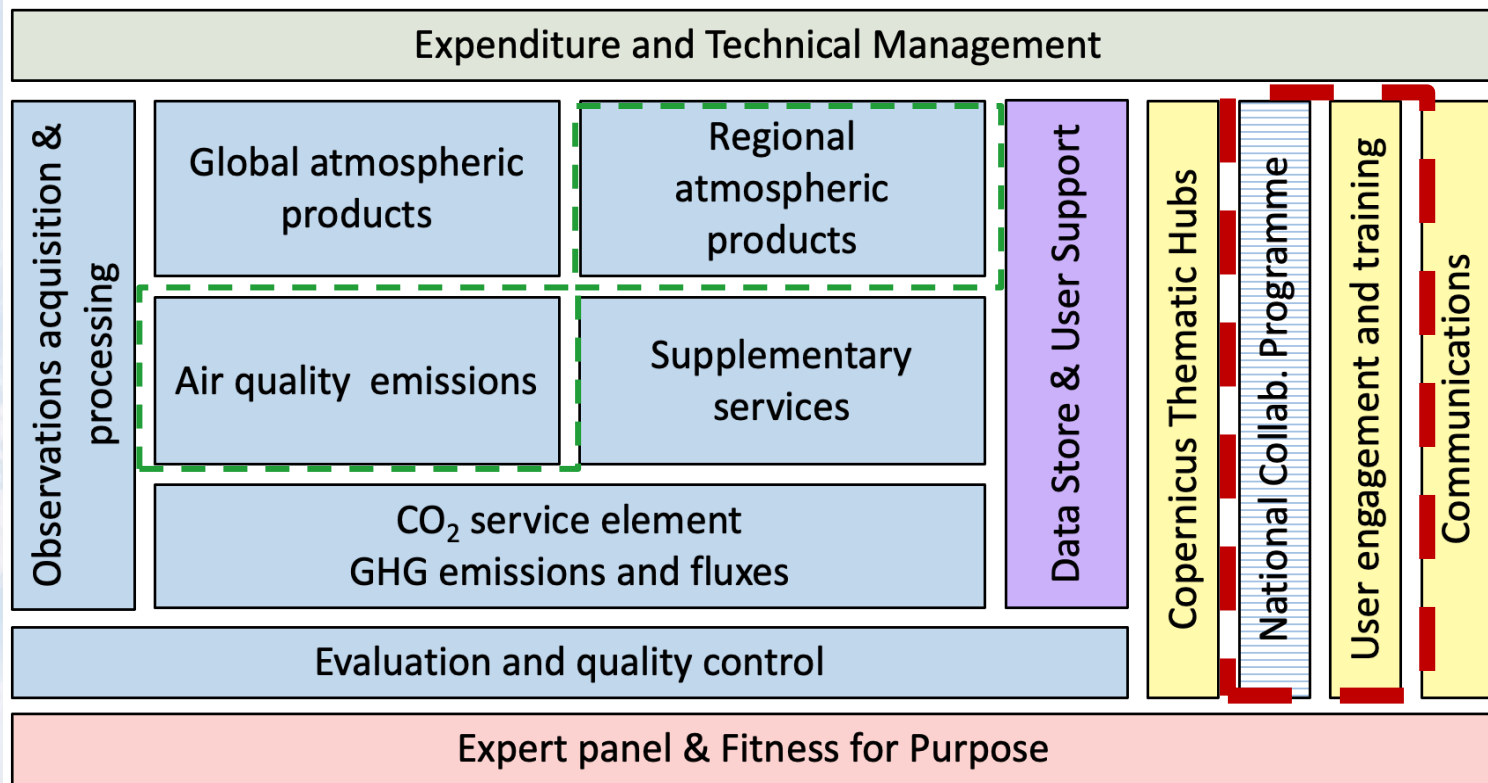 Expenditure and Technical Management
Observations acquisition &
processing
Global atmospheric
products
Regional
atmospheric
products
Air quality emissions
Supplementary
services
CO₂ service element
GHG emissions and fluxes
Data Store & User Support
Copernicus Thematic Hubs
National Collab. Programme
User engagement and training
Communications
Evaluation and quality control
Expert panel & Fitness for Purpose